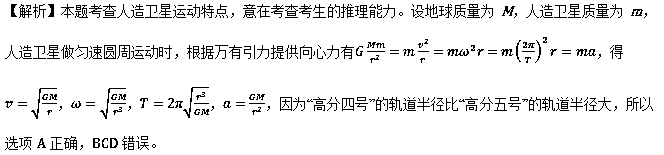 【解析】本题考查人造卫星运动特点，意在考查考生的推理能力。设地球质量为 M，人造卫星质量为 m，
人造卫星做匀速圆周运动时，根据万有引力提供向心力有$G\frac{Mm}{r^2}=m\frac{v^2}{r}=m\omega^2r=m\left(\frac{2\pi}{T}\right)^2r=ma$，得
$v=\sqrt{\frac{GM}{r}}$，$\omega=\sqrt{\frac{GM}{r^3}}$，$T=2\pi\sqrt{\frac{r^3}{GM}}$，$a=\frac{GM}{r^2}$，因为“高分四号”的轨道半径比“高分五号”的轨道半径大，所以
选项 A 正确，BCD 错误。